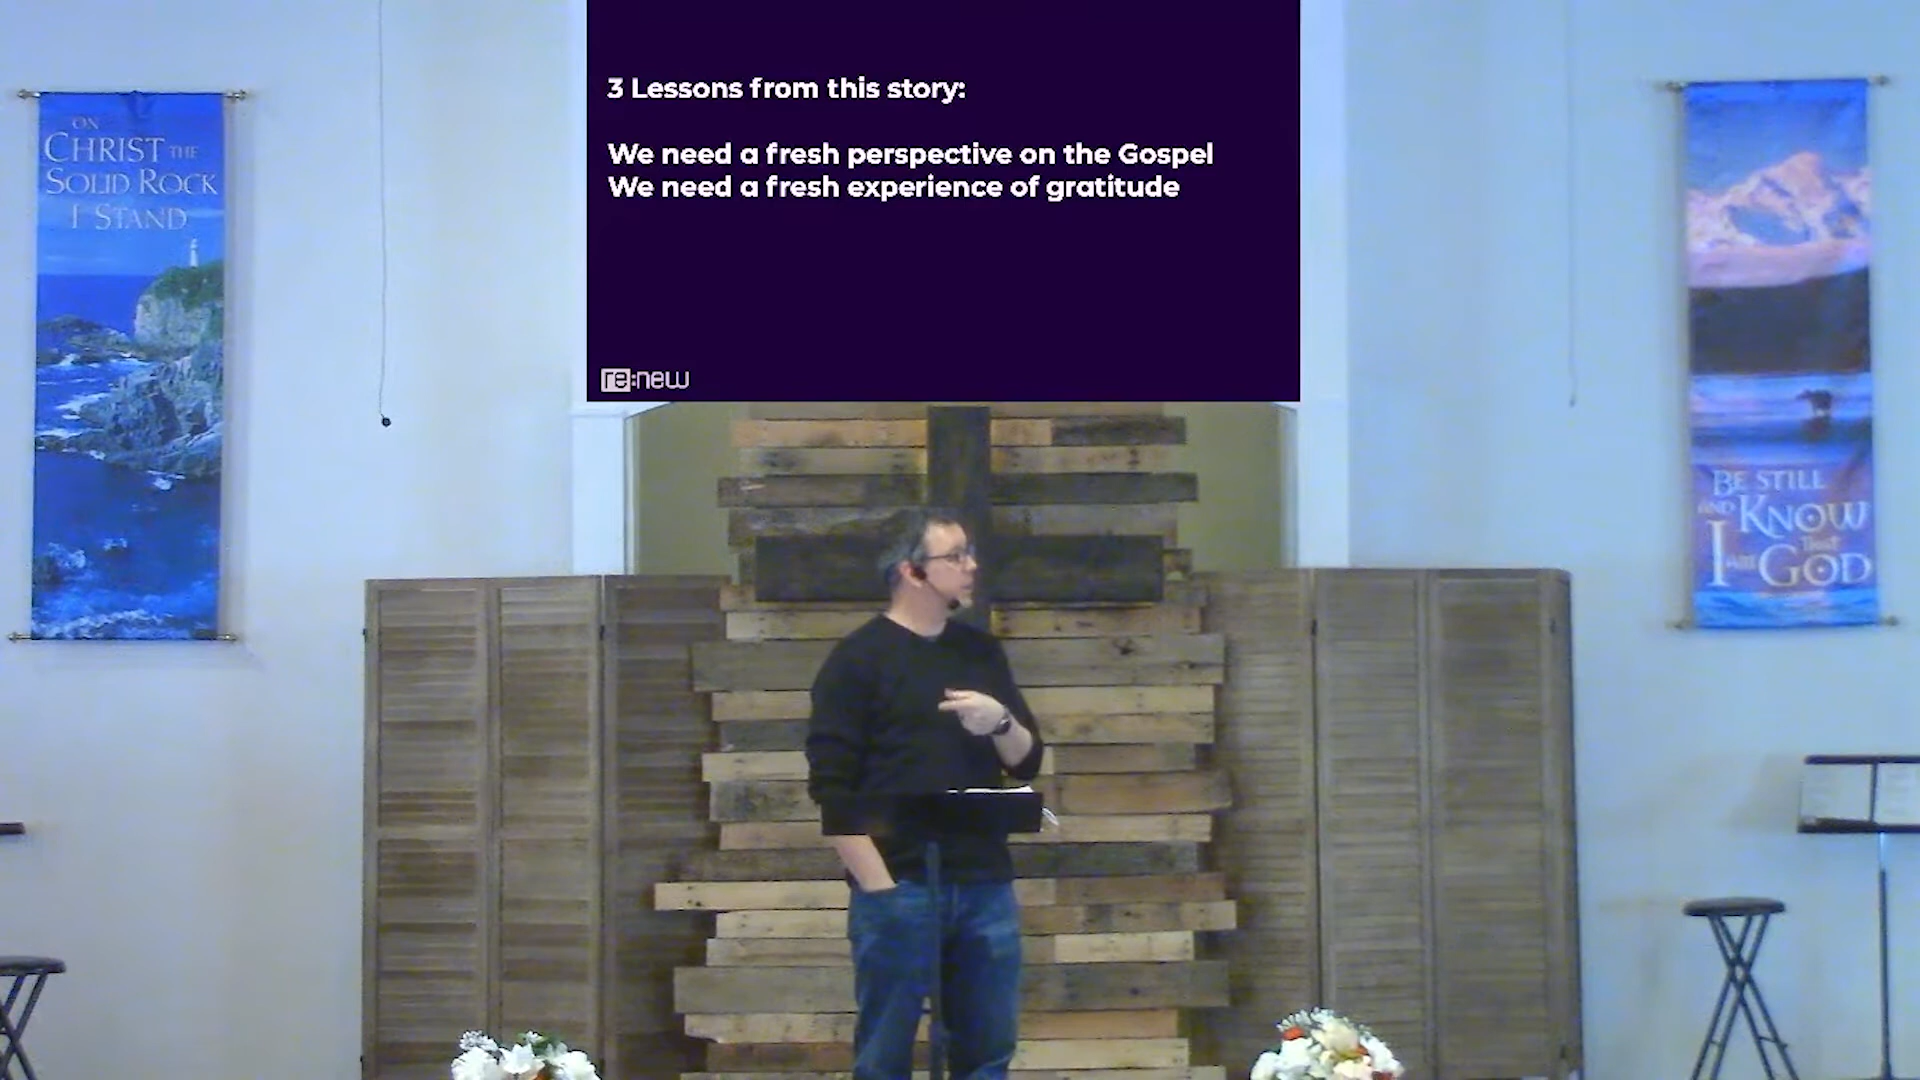 3 Lessons from this story:
We need a fresh perspective on the Gospel
We need a fresh experience of gratitude
re:new
ON
CHRIST THE
SOLID ROCK
I STAND
BE STILL
AND KNOW
THAT
I AM GOD